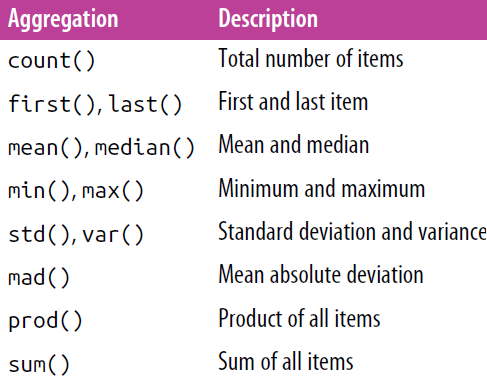 Aggregation Description
count() Total number of items
first(), last() First and last item
mean(), median() Mean and median
min(), max() Minimum and maximum
std(), var() Standard deviation and variance
mad() Mean absolute deviation
prod() Product of all items
sum() Sum of all items